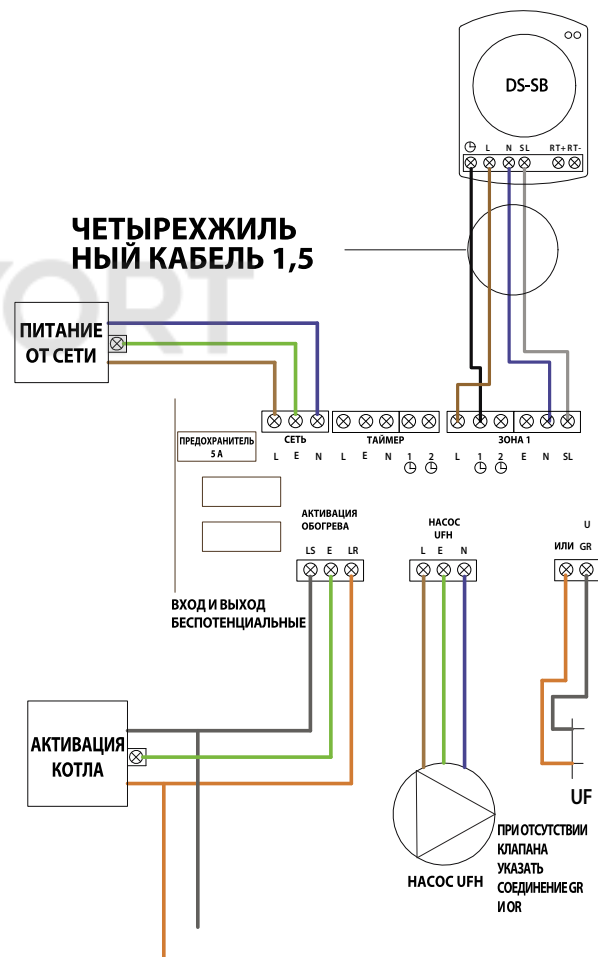 DS-SB
L N SL RT+ RT-
ЧЕТЫРЕХЖИЛЬ
НЫЙ КАБЕЛЬ 1,5
ПИТАНИЕ
ОТ СЕТИ
ПРЕДОХРАНИТЕЛЬ
5 А
СЕТЬ
L E N
ТАЙМЕР
L E N 1 2
ЗОНА 1
L 1 2 E N SL
АКТИВАЦИЯ
ОБОГРЕВА
LS E LR
НАСОС
UFH
L E N
U
ИЛИ GR
ВХОД И ВЫХОД
БЕСПОТЕНЦИАЛЬНЫЕ
АКТИВАЦИЯ
КОТЛА
НАСОС UFH
UF
ПРИ ОТСУТСТВИИ
КЛАПАНА
УКАЗАТЬ
СОЕДИНЕНИЕ GR
И OR